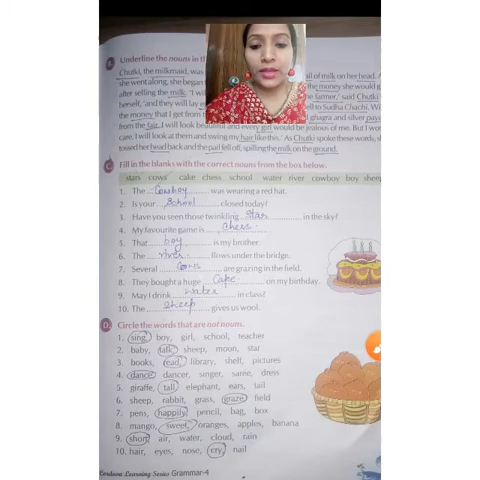 B. Underline the nouns in th
Chutki, the milkmaid, was il of milk on her head. A
she went along, she began the money she would g
after selling the milk. 'I wil he farmer,' said Chutki
herself, 'and they will lay ell to Sudha Chachi. Wi
the money that I get from ghagra and silver paye
from the fair. I will look beautiful and every girl would be jealous of me. But I wo
care, I will look at them and swing my hair like this.' As Chutki spoke these words, sh
tossed her head back and the pail fell off, spilling the milk on the ground.
C. Fill in the blanks with the correct nouns from the box below.
stars cows cake chess school water river cowboy boy sheep
1. The Cowboy was wearing a red hat.
2. Is your School closed today?
3. Have you seen those twinkling Star in the sky?
4. My favourite game is Chess.
5. That boy is my brother.
6. The river flows under the bridge.
7. Several Cows are grazing in the field.
8. They bought a huge Cake on my birthday.
9. May I drink water in class?
10. The Sheep gives us wool.
D. Circle the words that are not nouns.
1. sing, boy, girl, school, teacher
2. baby, talk, sheep, moon, star
3. books, read, library, shelf, pictures
4. dance, dancer, singer, same, dress
5. giraffe, tall, elephant, ears, tail
6. sheep, rabbit, grass, graze, field
7. pens, happily, pencil, bag, box
8. mango, sweet, oranges, apples, banana
9. short, air, water, cloud, rain
10. hair, eyes, nose, cry, nail
Cordova Learning Series Grammar-4